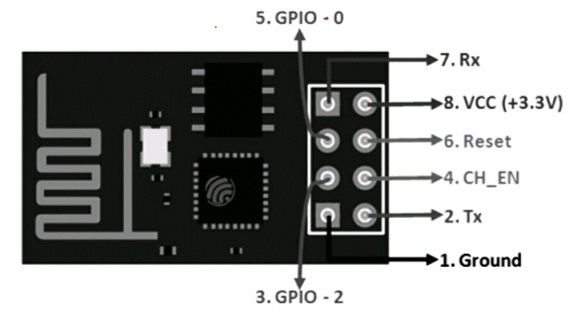 5. GPIO - 0
7. Rx
8. VCC (+3.3V)
6. Reset
4. CH_EN
2. Tx
1. Ground
3. GPIO - 2